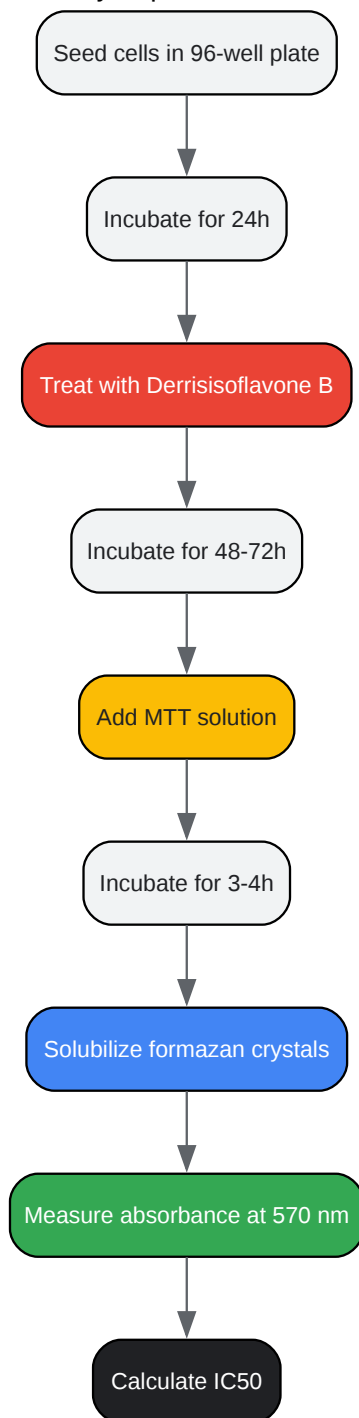 Seed cells in 96-well plate
Incubate for 24h
Treat with Derrisisoflavone B
Incubate for 48-72h
Add MTT solution
Incubate for 3-4h
Solubilize formazan crystals
Measure absorbance at 570 nm
Calculate IC50